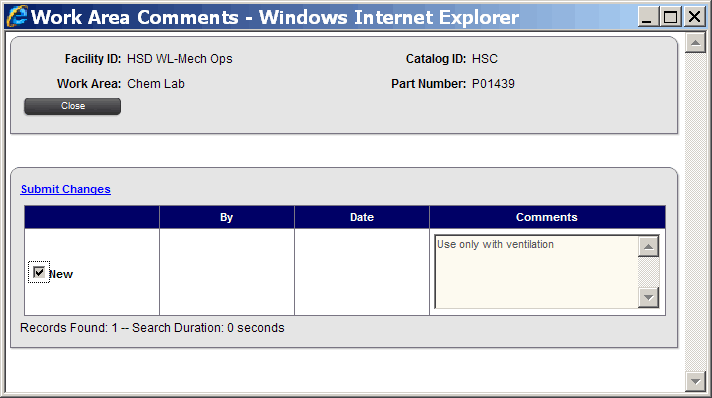 Work Area Comments - Windows Internet Explorer
Facility ID: HSD WL-Mech Ops Catalog ID: HSC
Work Area: Chem Lab Part Number: P01439
Close
Submit Changes
By Date Comments
Use only with ventilation
New
Records Found: 1 -- Search Duration: 0 seconds